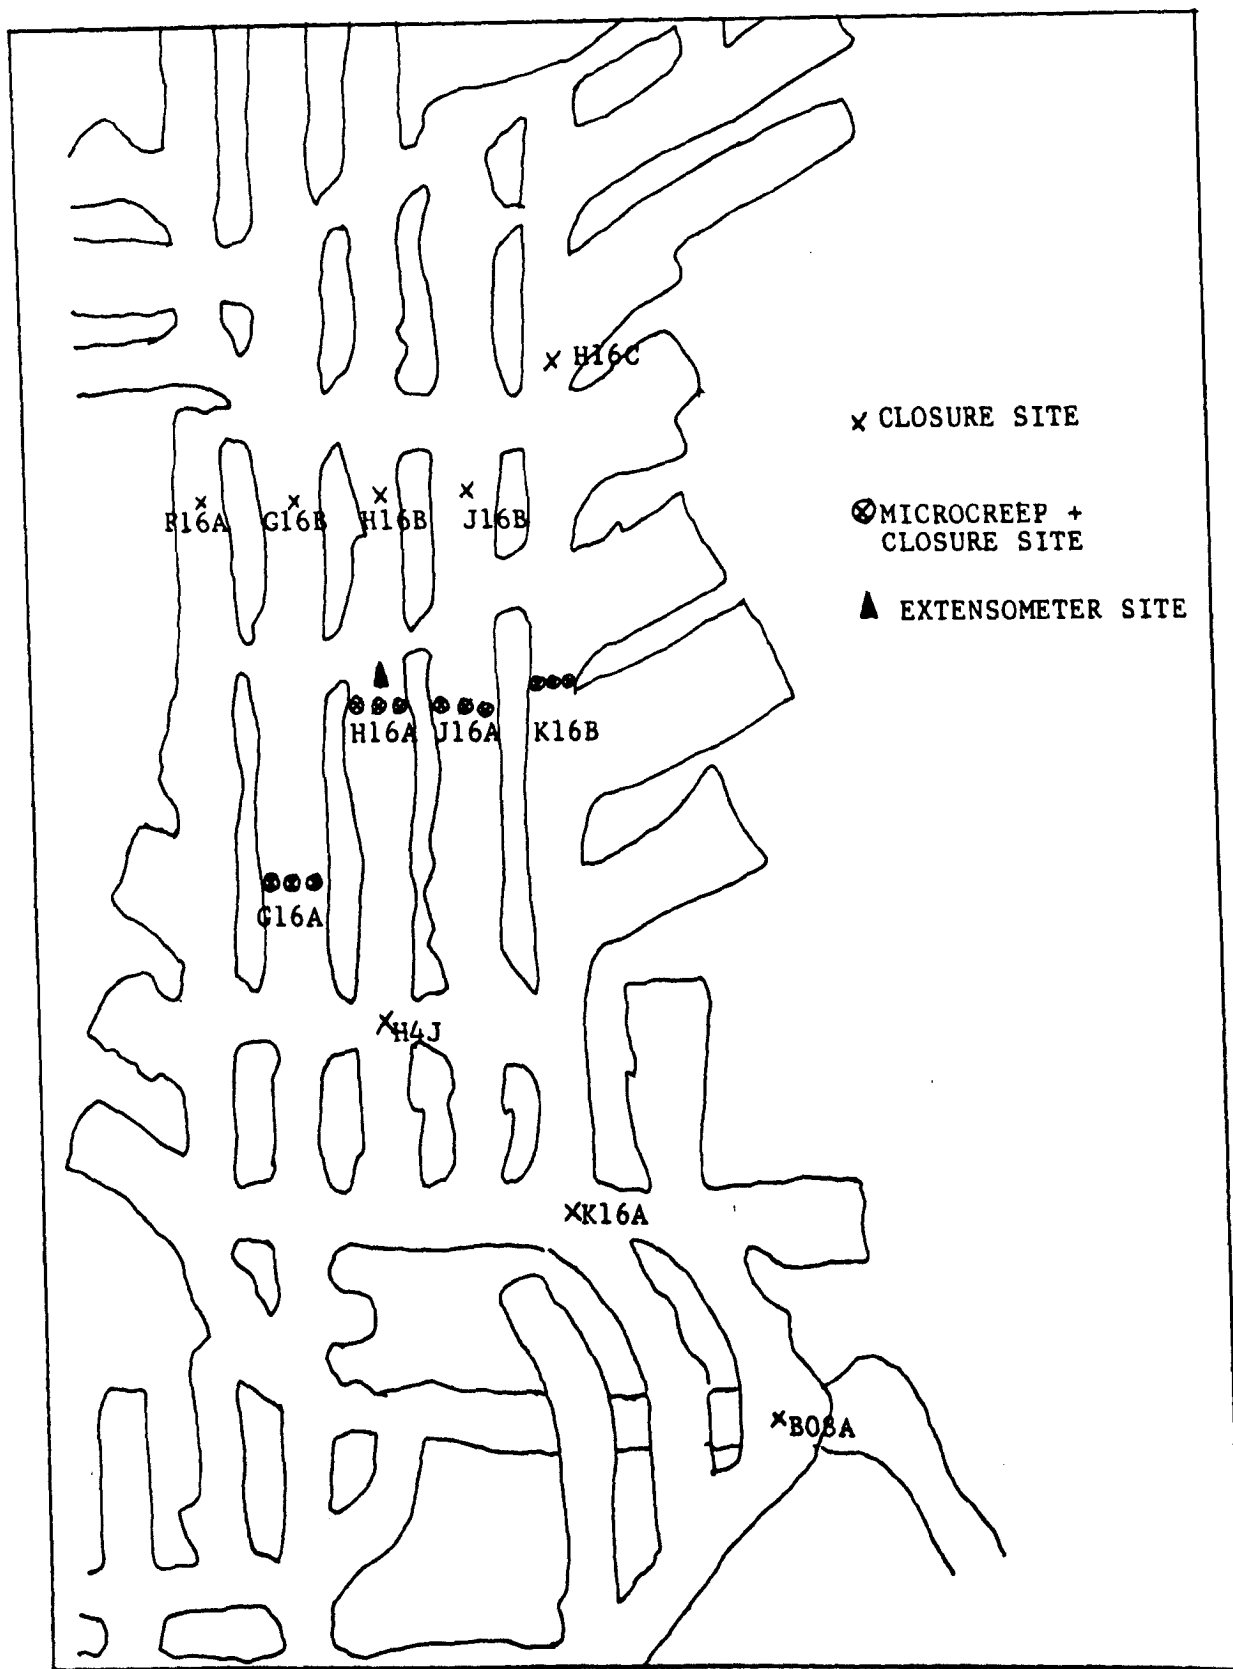 H16C
x CLOSURE SITE
F16A G16B H16B J16B
⊗ MICROCREEP +
CLOSURE SITE
▲ EXTENSOMETER SITE
H16A J16A K16B
G16A
H4J
K16A
B08A